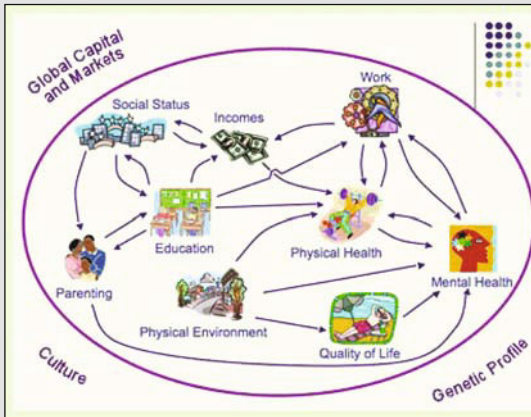 Global Capital
and Markets
Work
Social Status
Incomes
Education
Physical Health
Parenting
Mental Health
Physical Environment
Quality of Life
Culture
Genetic Profile